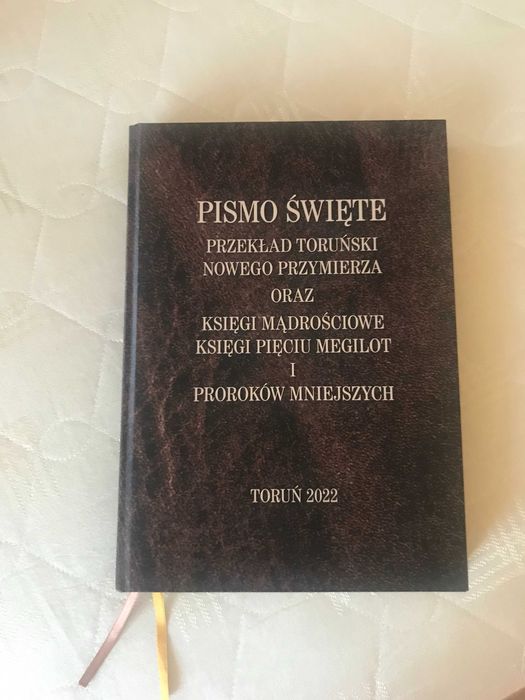 PISMO ŚWIĘTE
PRZEKŁAD TORUŃSKI
NOWEGO PRZYMIERZA
ORAZ
KSIĘGI MĄDROŚCIOWE
KSIĘGI PIĘCIU MEGILOT
I
PROROKÓW MNIEJSZYCH
TORUŃ 2022